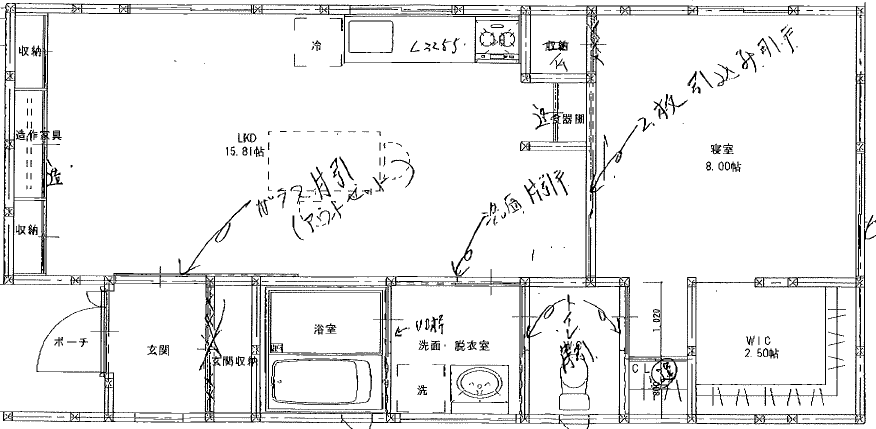 収納
冷
L=2255
収納
2枚引込み引戸
造作家具
造
LKD
15.81帖
造
食器棚
寝室
8.00帖
ガラス片引
(アウトセット)
洗面片引戸
収納
ポーチ
玄関
玄関収納
浴室
洗面・脱衣室
洗
トイレ
1,020
CL
WIC
2.50帖